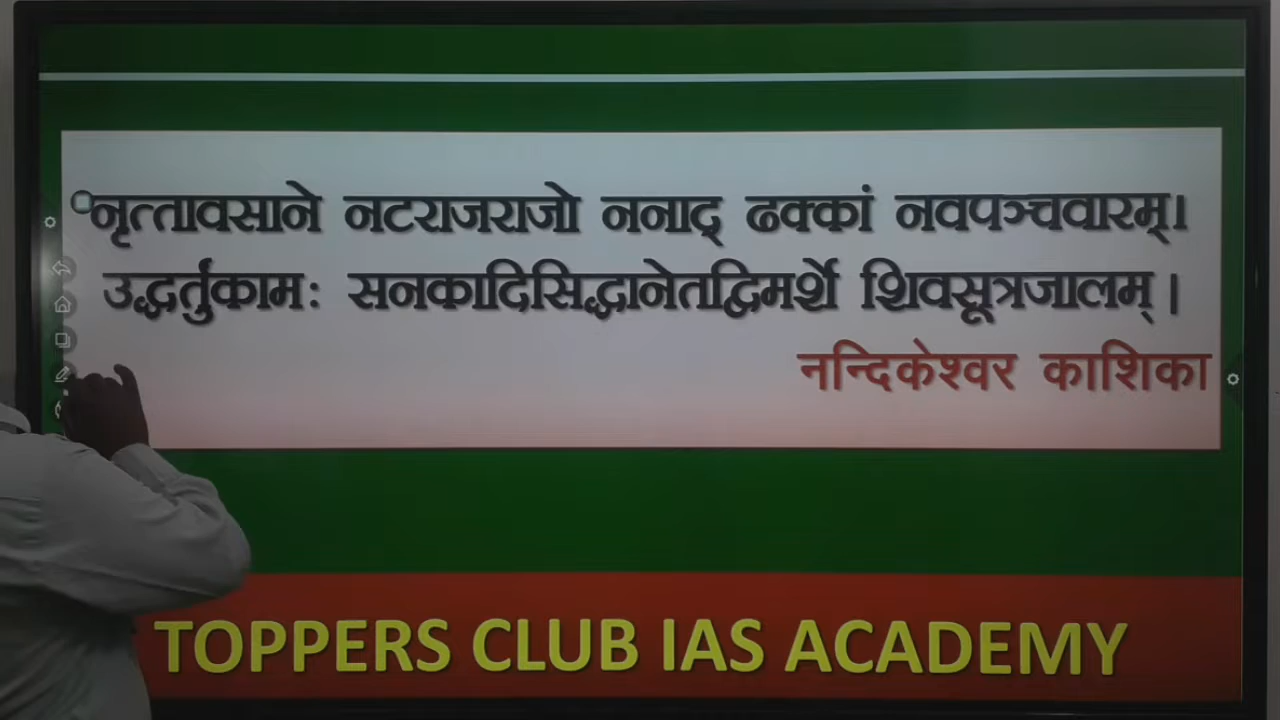 नृत्तावसाने नटराजराजो ननाद् ढक्कां नवपञ्चवारम्।
उद्धर्तुंकामः सनकादिसिद्धानेतद्विमर्शे शिवसूत्रजालम् |
नन्दिकेश्वर काशिका
TOPPERS CLUB IAS ACADEMY